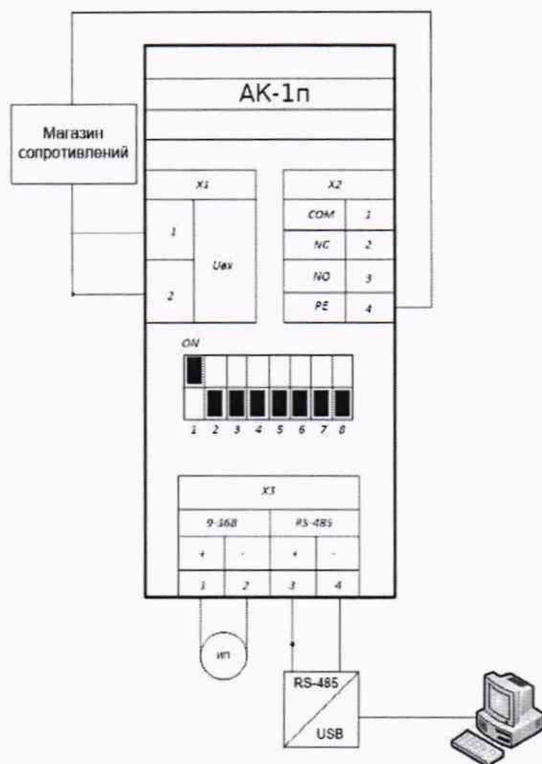 АК-1п
Магазин
сопротивлений
X1
1
2
Uвх
X2
COM 1
NC 2
NO 3
PE 4
ON
1 2 3 4 5 6 7 8
X3
9-36В RS-485
+ - + -
1 2 3 4
ИП
RS-485
USB